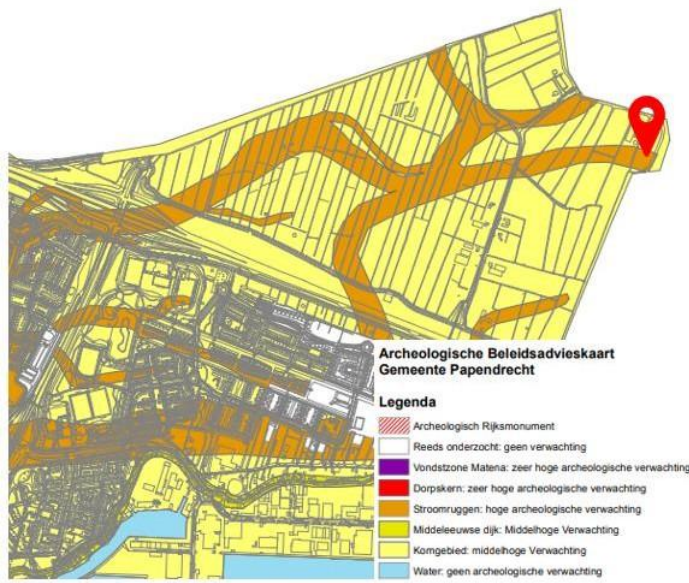 Archeologische Beleidsadvieskaart
Gemeente Papendrecht
Legenda
Archeologisch Rijksmonument
Reeds onderzocht: geen verwachting
Vondstzone Matena: zeer hoge archeologische verwachting
Dorpskern: zeer hoge archeologische verwachting
Stroomruggen: hoge archeologische verwachting
Middeleeuwse dijk: Middelhoge Verwachting
Komgebied: middelhoge Verwachting
Water: geen archeologische verwachting